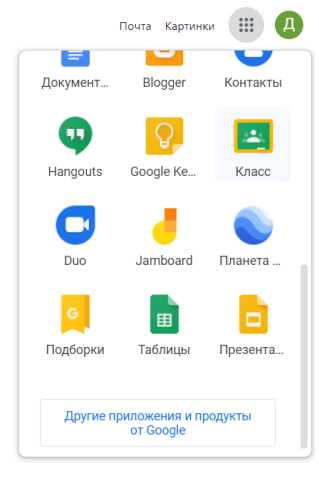 Почта Картинки Д
Документ... Blogger Контакты
Hangouts Google Ke... Класс
Duo Jamboard Планета ...
G
Подборки Таблицы Презента...
Другие приложения и продукты
от Google